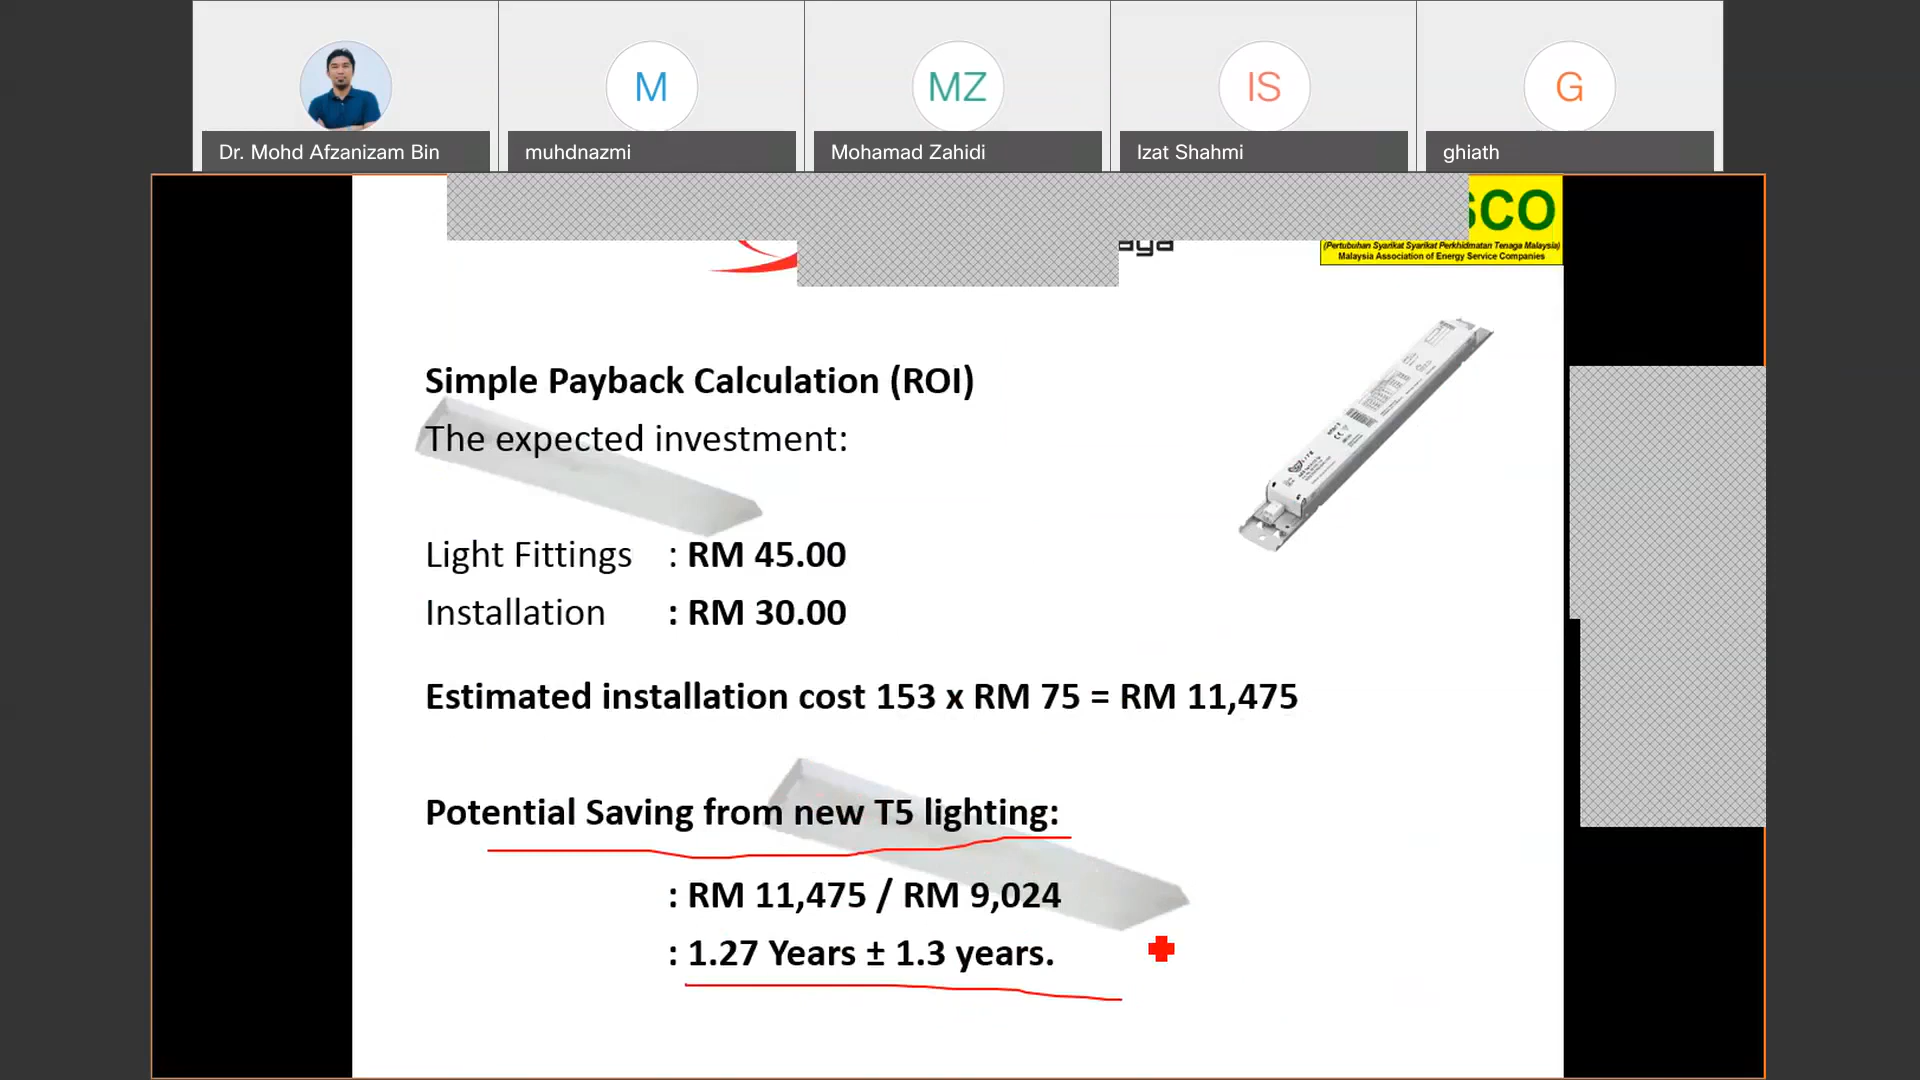 M
MZ
IS
G
Dr. Mohd Afzanizam Bin
muhdnazmi
Mohamad Zahidi
Izat Shahmi
ghiath
SCO
aya
(Pertubuhan Syarikat Syarikat Perkhidmatan Tenaga Malaysia)
Malaysia Association of Energy Service Companies
Simple Payback Calculation (ROI)
The expected investment:
Light Fittings : RM 45.00
Installation : RM 30.00
Estimated installation cost 153 x RM 75 = RM 11,475
Potential Saving from new T5 lighting:
: RM 11,475 / RM 9,024
: 1.27 Years ± 1.3 years.